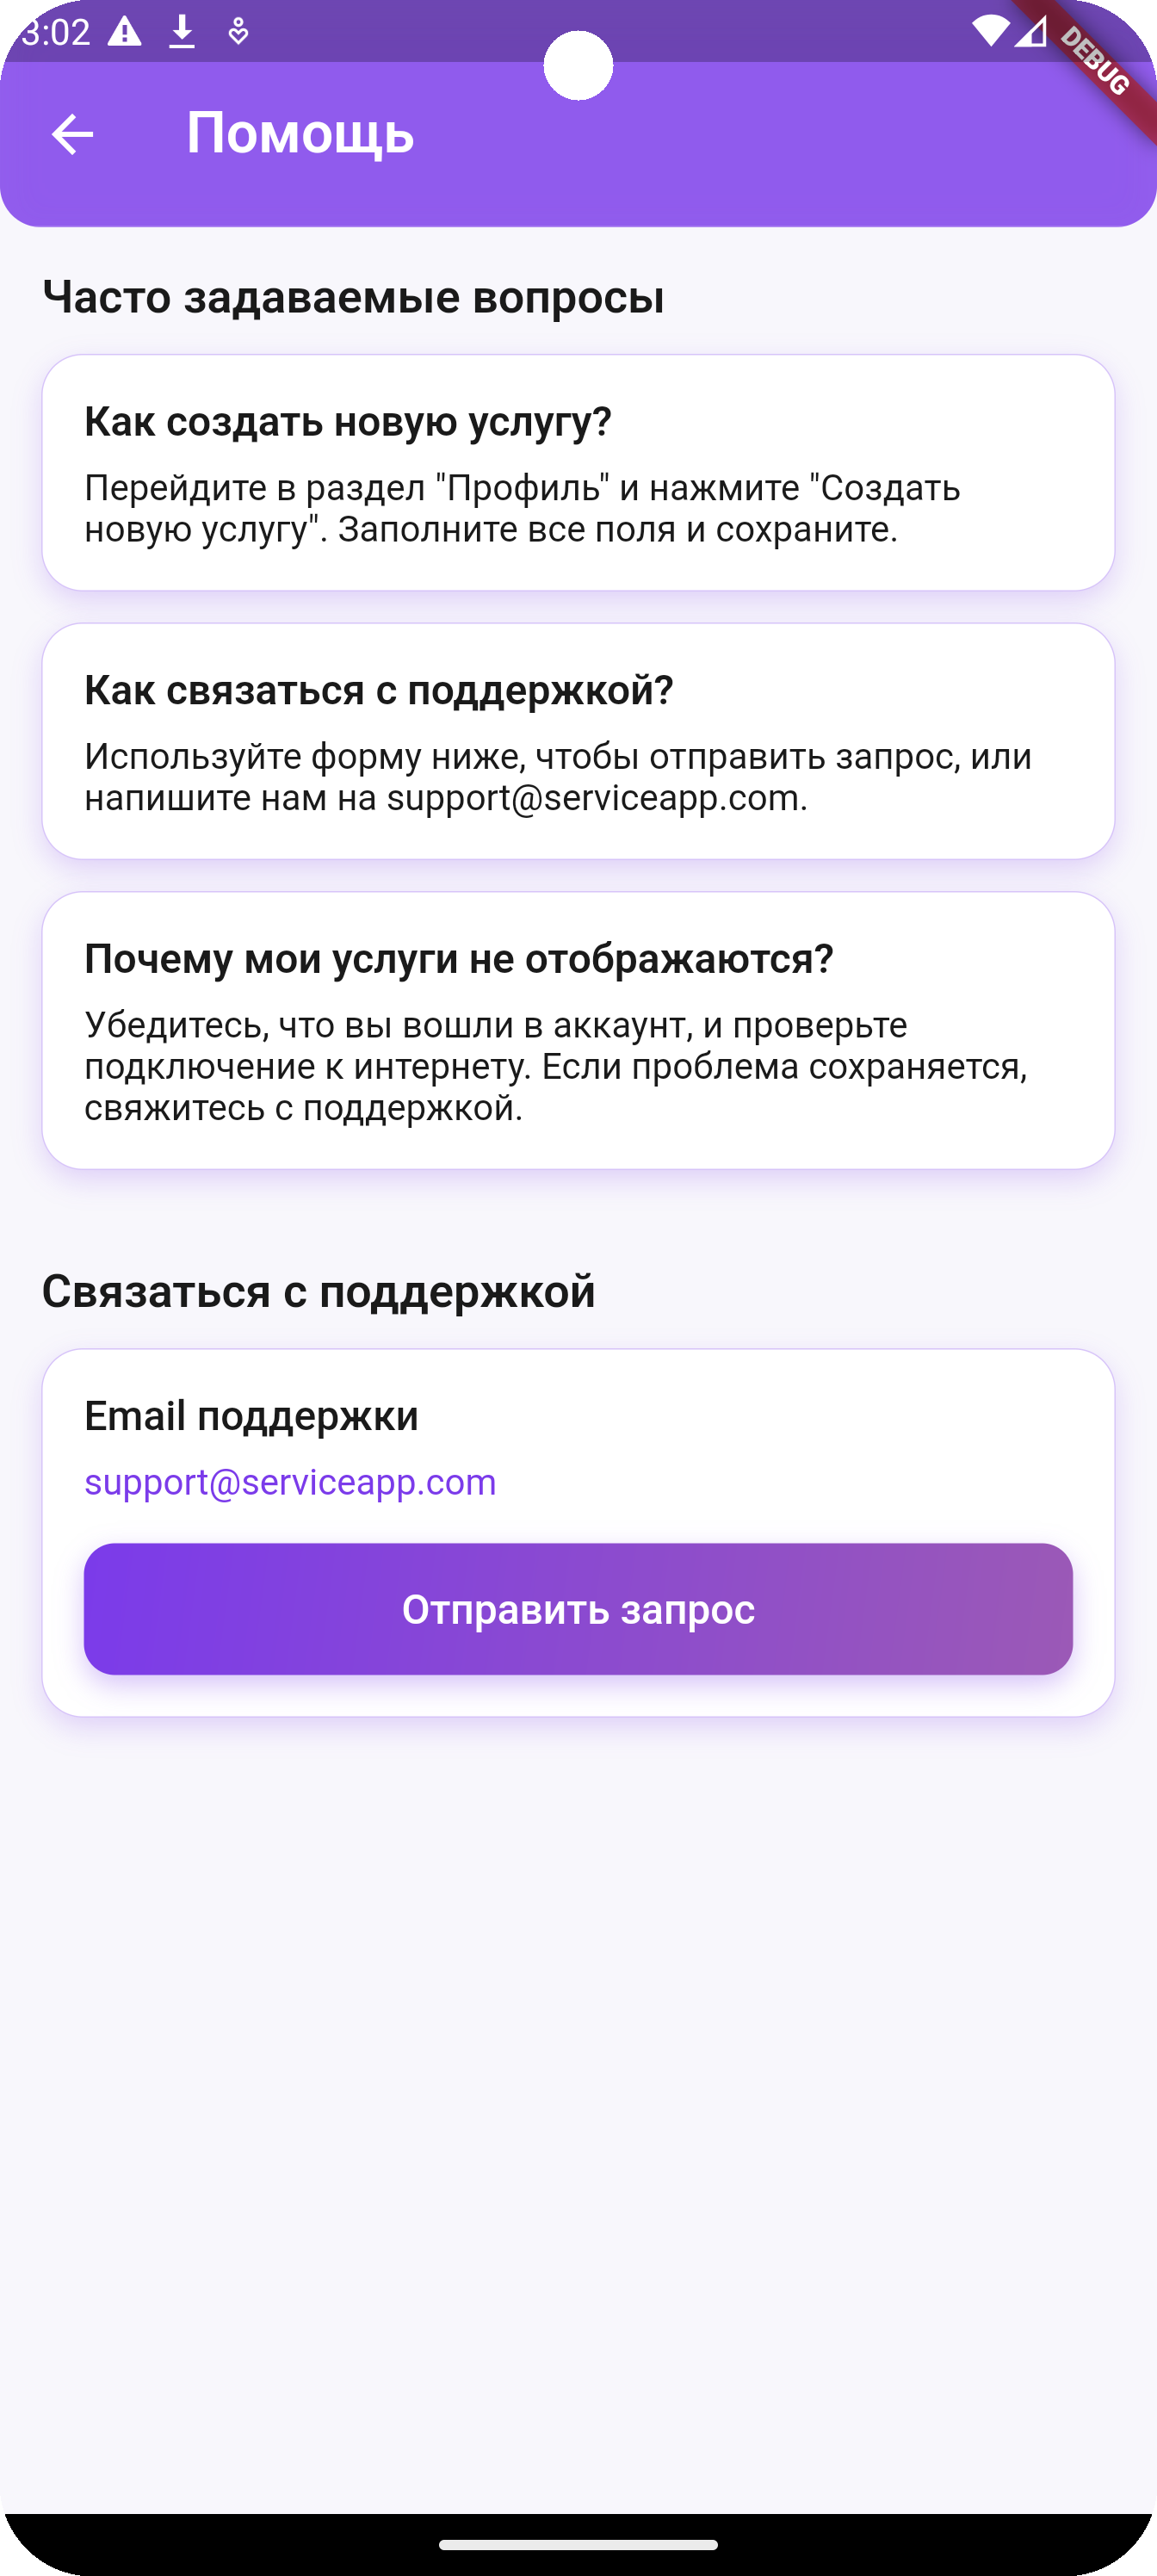 3:02
DEBUG
Помощь
Часто задаваемые вопросы
Как создать новую услугу?
Перейдите в раздел "Профиль" и нажмите "Создать
новую услугу". Заполните все поля и сохраните.
Как связаться с поддержкой?
Используйте форму ниже, чтобы отправить запрос, или
напишите нам на support@serviceapp.com.
Почему мои услуги не отображаются?
Убедитесь, что вы вошли в аккаунт, и проверьте
подключение к интернету. Если проблема сохраняется,
свяжитесь с поддержкой.
Связаться с поддержкой
Email поддержки
support@serviceapp.com
Отправить запрос